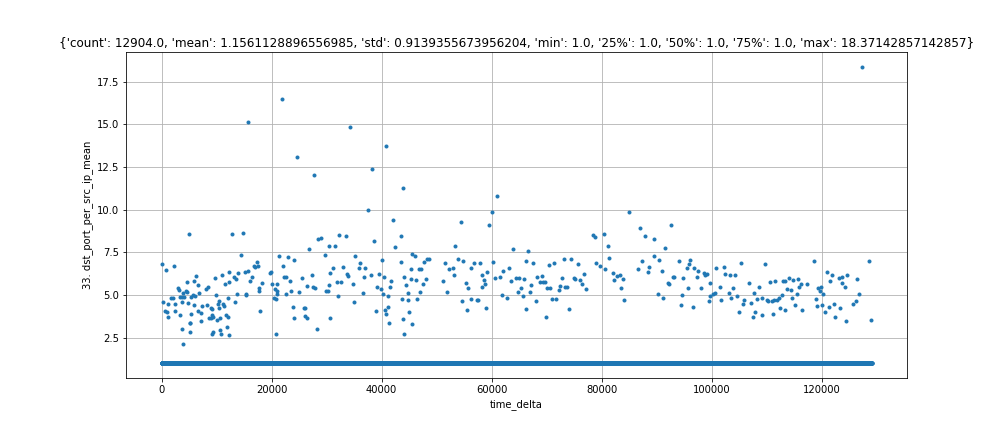 {'count': 12904.0, 'mean': 1.1561128896556985, 'std': 0.9139355673956204, 'min': 1.0, '25%': 1.0, '50%': 1.0, '75%': 1.0, 'max': 18.37142857142857}
17.5
15.0
12.5
10.0
7.5
5.0
2.5
33. dst_port_per_src_ip_mean
0 20000 40000 60000 80000 100000 120000
time_delta